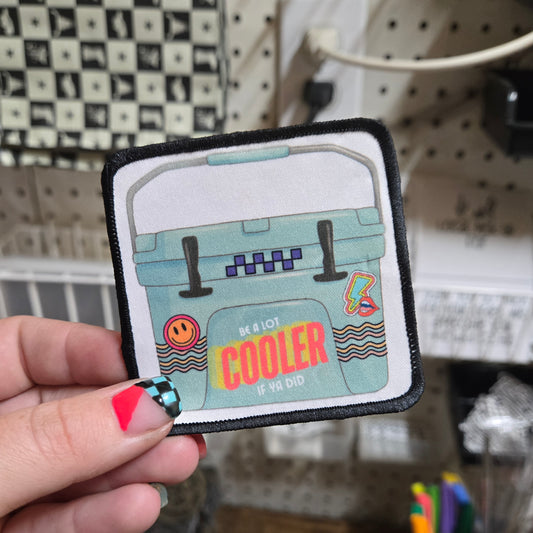 BE A LOT
COOLER
IF YA DID